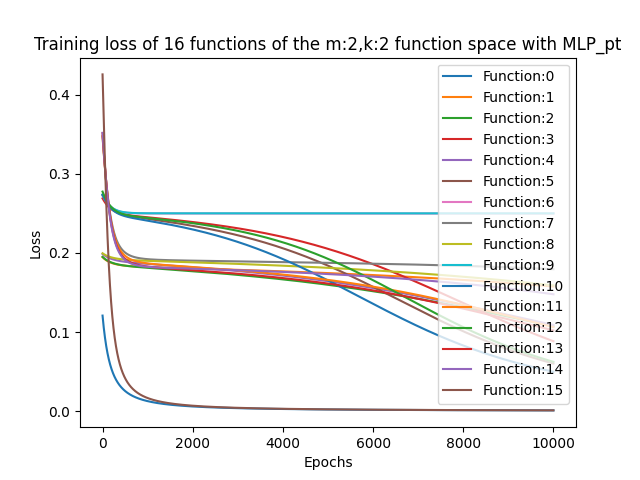 Training loss of 16 functions of the m:2,k:2 function space with MLP_pt
0.4
0.3
0.2
0.1
0.0
Loss
0
2000
4000
6000
8000
10000
Epochs
Function:0
Function:1
Function:2
Function:3
Function:4
Function:5
Function:6
Function:7
Function:8
Function:9
Function:10
Function:11
Function:12
Function:13
Function:14
Function:15